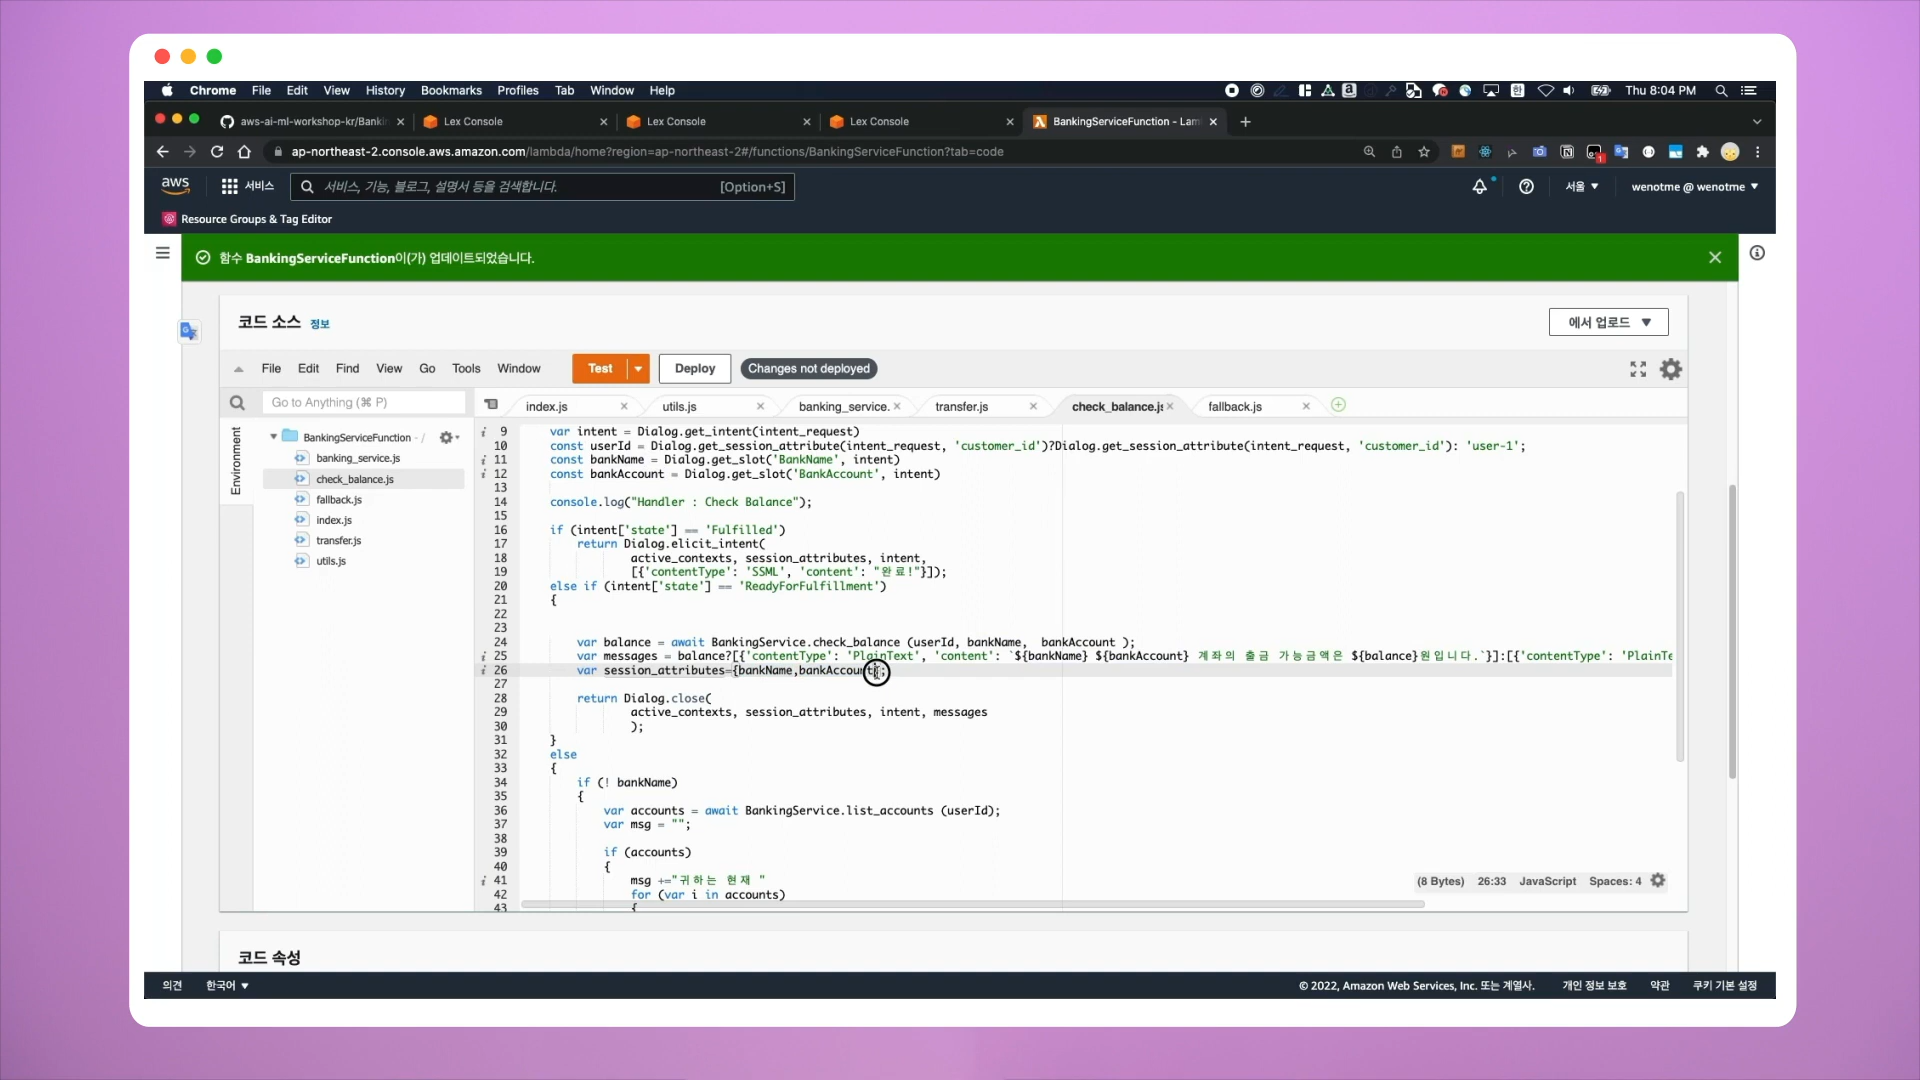 Chrome File Edit View History Bookmarks Profiles Tab Window Help Thu 8:04 PM
aws-ai-ml-workshop-kr/Banki Lex Console Lex Console Lex Console BankingServiceFunction - Lam
ap-northeast-2.console.aws.amazon.com/lambda/home?region=ap-northeast-2#/functions/BankingServiceFunction?tab=code
aws 서비스 서비스, 기능, 블로그, 설명서 등을 검색합니다. [Option+S] 서울 ▼ wenotme @ wenotme ▼
Resource Groups & Tag Editor
함수 BankingServiceFunction이(가) 업데이트되었습니다.
코드 소스 정보 에서 업로드 ▼
File Edit Find View Go Tools Window Test Deploy Changes not deployed
Go to Anything (⌘ P) index.js utils.js banking_service. transfer.js check_balance.js fallback.js
Environment
BankingServiceFunction - /
banking_service.js
check_balance.js
fallback.js
index.js
transfer.js
utils.js
9 var intent = Dialog.get_intent(intent_request)
10 const userId = Dialog.get_session_attribute(intent_request, 'customer_id')?Dialog.get_session_attribute(intent_request, 'customer_id'): 'user-1';
11 const bankName = Dialog.get_slot('BankName', intent)
12 const bankAccount = Dialog.get_slot('BankAccount', intent)
13
14 console.log("Handler : Check Balance");
15
16 if (intent['state'] == 'Fulfilled')
17 return Dialog.elicit_intent(
18 active_contexts, session_attributes, intent,
19 [{'contentType': 'SSML', 'content': "완료!"}]);
20 else if (intent['state'] == 'ReadyForFulfillment')
21 {
22
23
24 var balance = await BankingService.check_balance (userId, bankName, bankAccount );
25 var messages = balance?[{'contentType': 'PlainText', 'content': `${bankName} ${bankAccount} 계좌의 출금 가능금액은 ${balance}원입니다.`}]:[{'contentType': 'PlainTe
26 var session_attributes={bankName,bankAccount};
27
28 return Dialog.close(
29 active_contexts, session_attributes, intent, messages
30 );
31 }
32 else
33 {
34 if (! bankName)
35 {
36 var accounts = await BankingService.list_accounts (userId);
37 var msg = "";
38
39 if (accounts)
40 {
41 msg +="귀하는 현재 "
42 for (var i in accounts)
43 {
(8 Bytes) 26:33 JavaScript Spaces: 4
코드 속성
의견 한국어 ▼ © 2022, Amazon Web Services, Inc. 또는 계열사. 개인 정보 보호 약관 쿠키 기본 설정